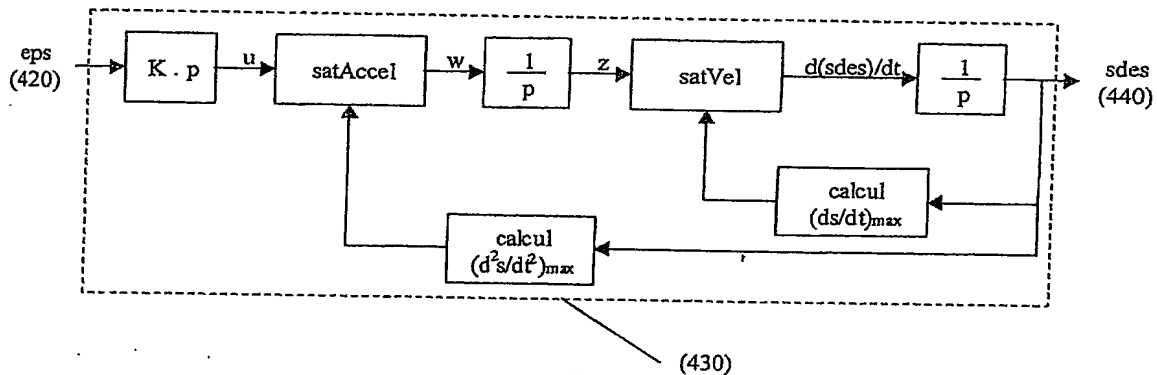 eps
(420)
K . p
u
satAccel
w
1
p
z
satVel
d(sdes)/dt
1
p
sdes
(440)
calcul
(ds/dt)max
calcul
(d²s/dt²)max
(430)